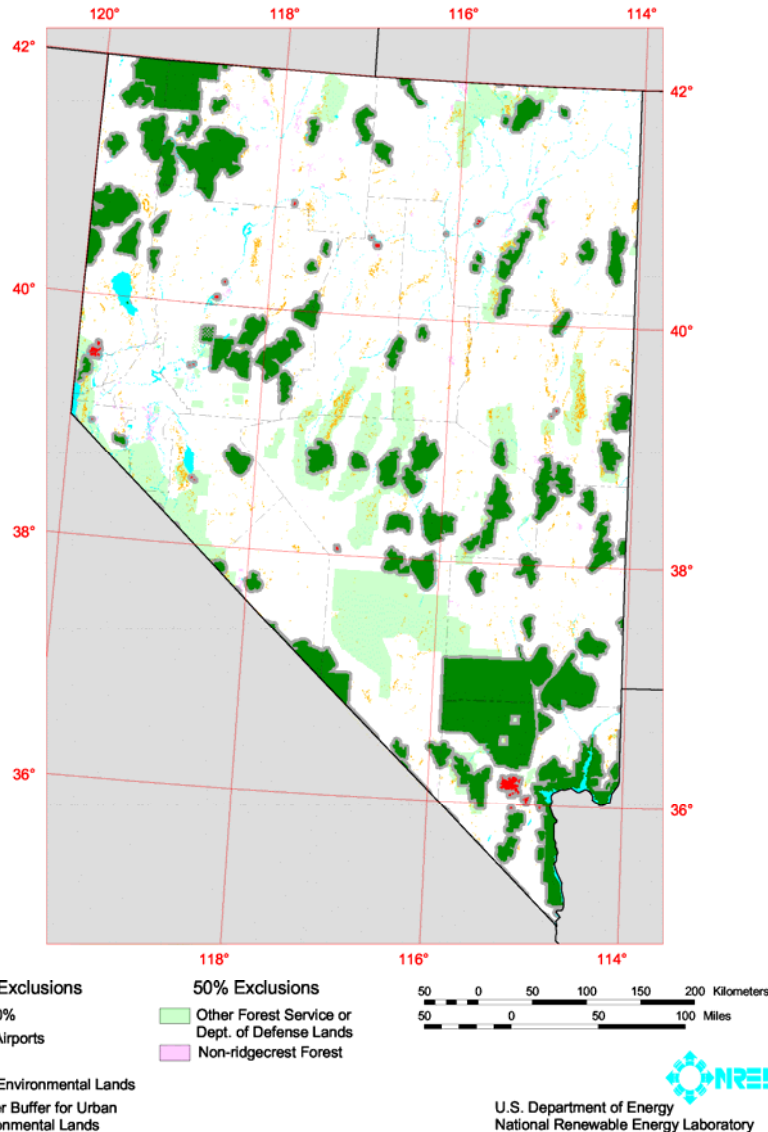 120° 118° 116° 114°
42° 42°
40° 40°
38° 38°
36° 36°
118° 116° 114°
Exclusions
50% Exclusions
0%
Airports
Other Forest Service or
Dept. of Defense Lands
Non-ridgecrest Forest
Environmental Lands
er Buffer for Urban
onmental Lands
50 0 50 100 150 200 Kilometers
50 0 50 100 Miles
NREL
U.S. Department of Energy
National Renewable Energy Laboratory